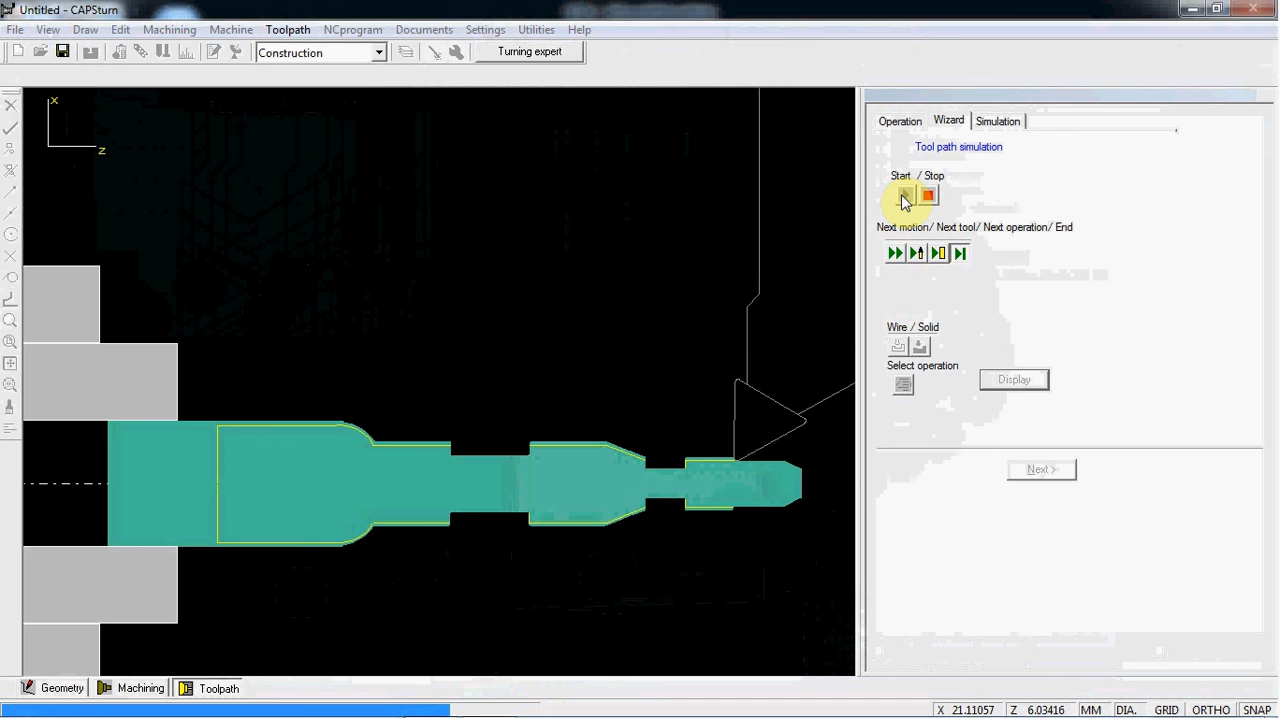 Untitled - CAPSturn
File View Draw Edit Machining Machine Toolpath NCprogram Documents Settings Utilities Help
Construction Turning expert
X
Z
Operation Wizard Simulation
Tool path simulation
Start / Stop
Next motion/ Next tool/ Next operation/ End
Wire / Solid
Select operation
Display
Next >
Geometry Machining Toolpath
X 21.11057 Z 6.03416 MM DIA. GRID ORTHO SNAP